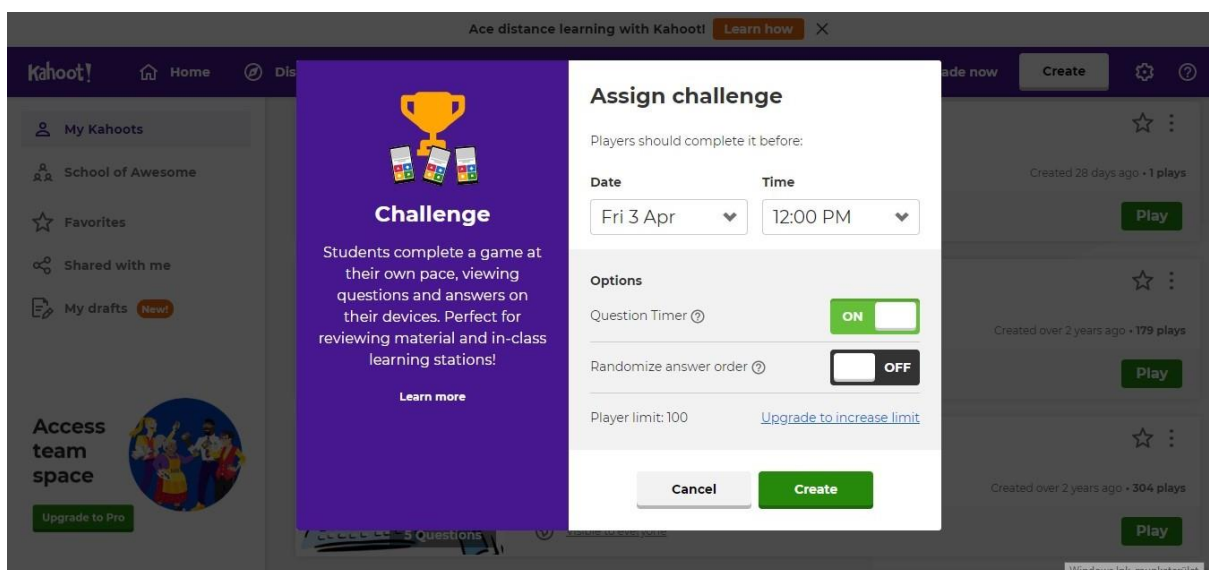 Ace distance learning with Kahoot! Learn how
Kahoot! Home Dis ade now Create
My Kahoots
School of Awesome
Favorites
Shared with me
My drafts New!
Access
team
space
Upgrade to Pro
Challenge
Students complete a game at
their own pace, viewing
questions and answers on
their devices. Perfect for
reviewing material and in-class
learning stations!
Learn more
Assign challenge
Players should complete it before:
Date Time
Fri 3 Apr 12:00 PM
Options
Question Timer ON
Randomize answer order OFF
Player limit: 100 Upgrade to increase limit
Cancel Create
Created 28 days ago • 1 plays
Play
Created over 2 years ago • 179 plays
Play
Created over 2 years ago • 304 plays
Play
5 Questions Visible to everyone